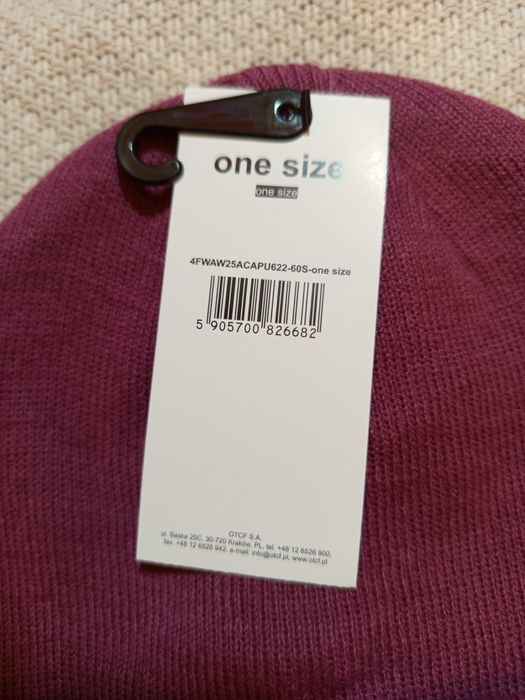 one size
one size
4FWAW25ACAPU622-60S-one size
5 905700 826682
OTCF S.A.
ul. Saska 25C, 30-720 Kraków, PL, tel. +48 12 6526 900,
fax +48 12 6526 942, e-mail: info@otcf.pl, www.otcf.pl